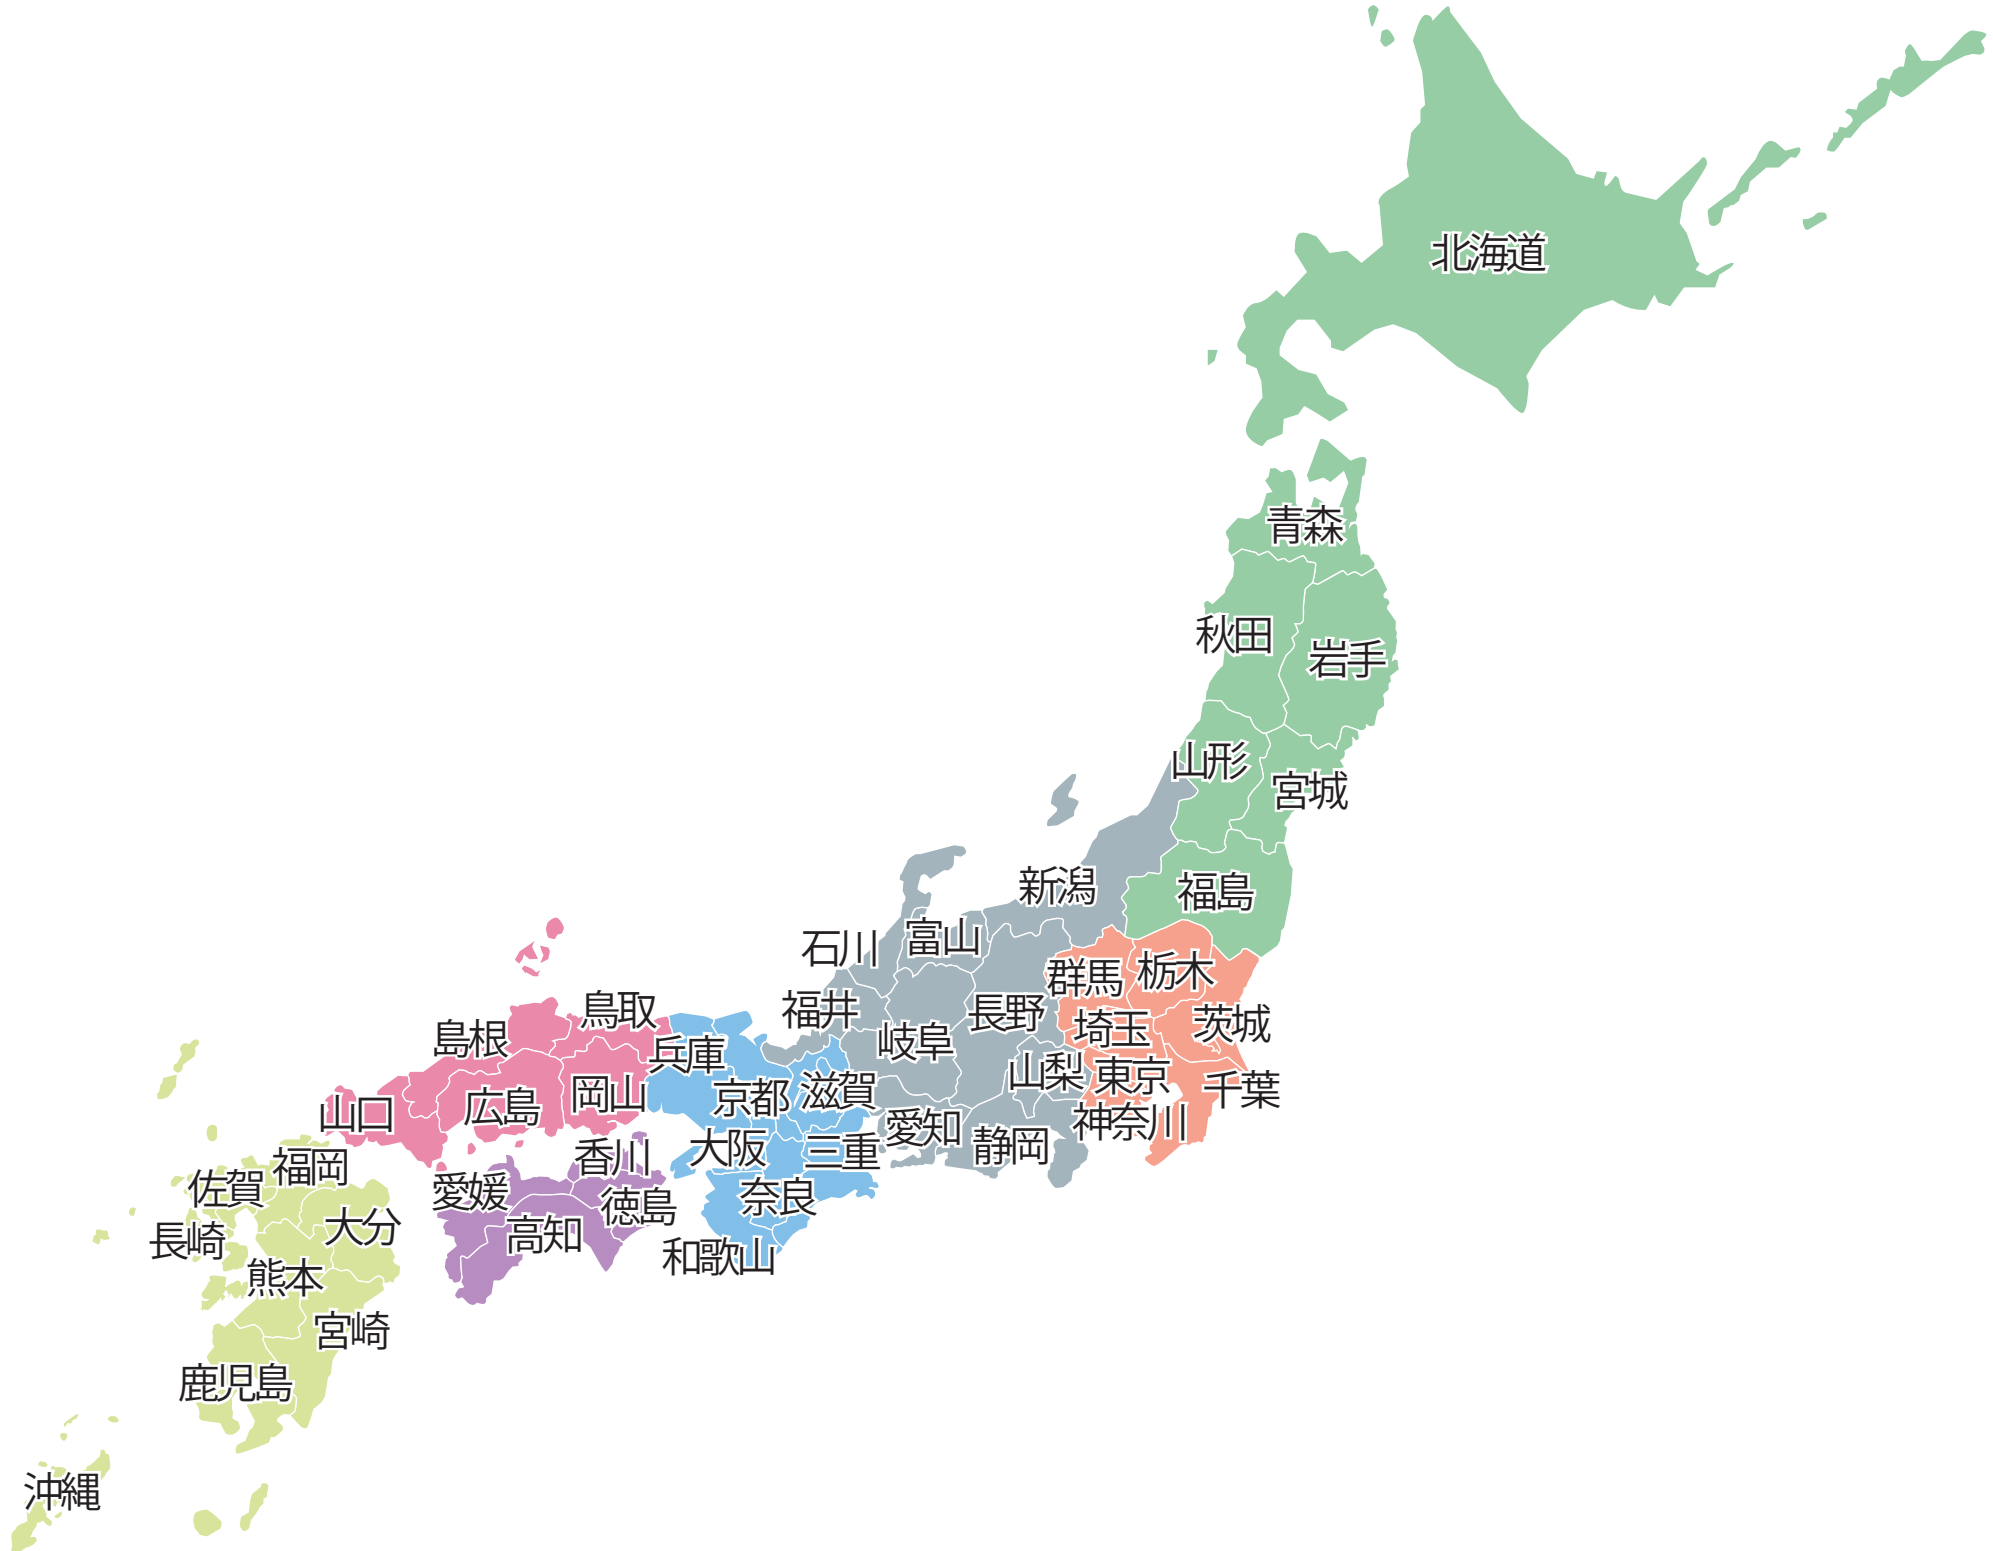 北海道
青森
秋田
岩手
山形
宮城
新潟
福島
石川
富山
群馬
栃木
福井
長野
茨城
鳥取
島根
兵庫
岐阜
埼玉
山梨
東京
千葉
山口
広島
岡山
京都
滋賀
愛知
静岡
神奈川
大阪
三重
香川
福岡
佐賀
愛媛
徳島
奈良
長崎
大分
高知
和歌山
熊本
宮崎
鹿児島
沖縄